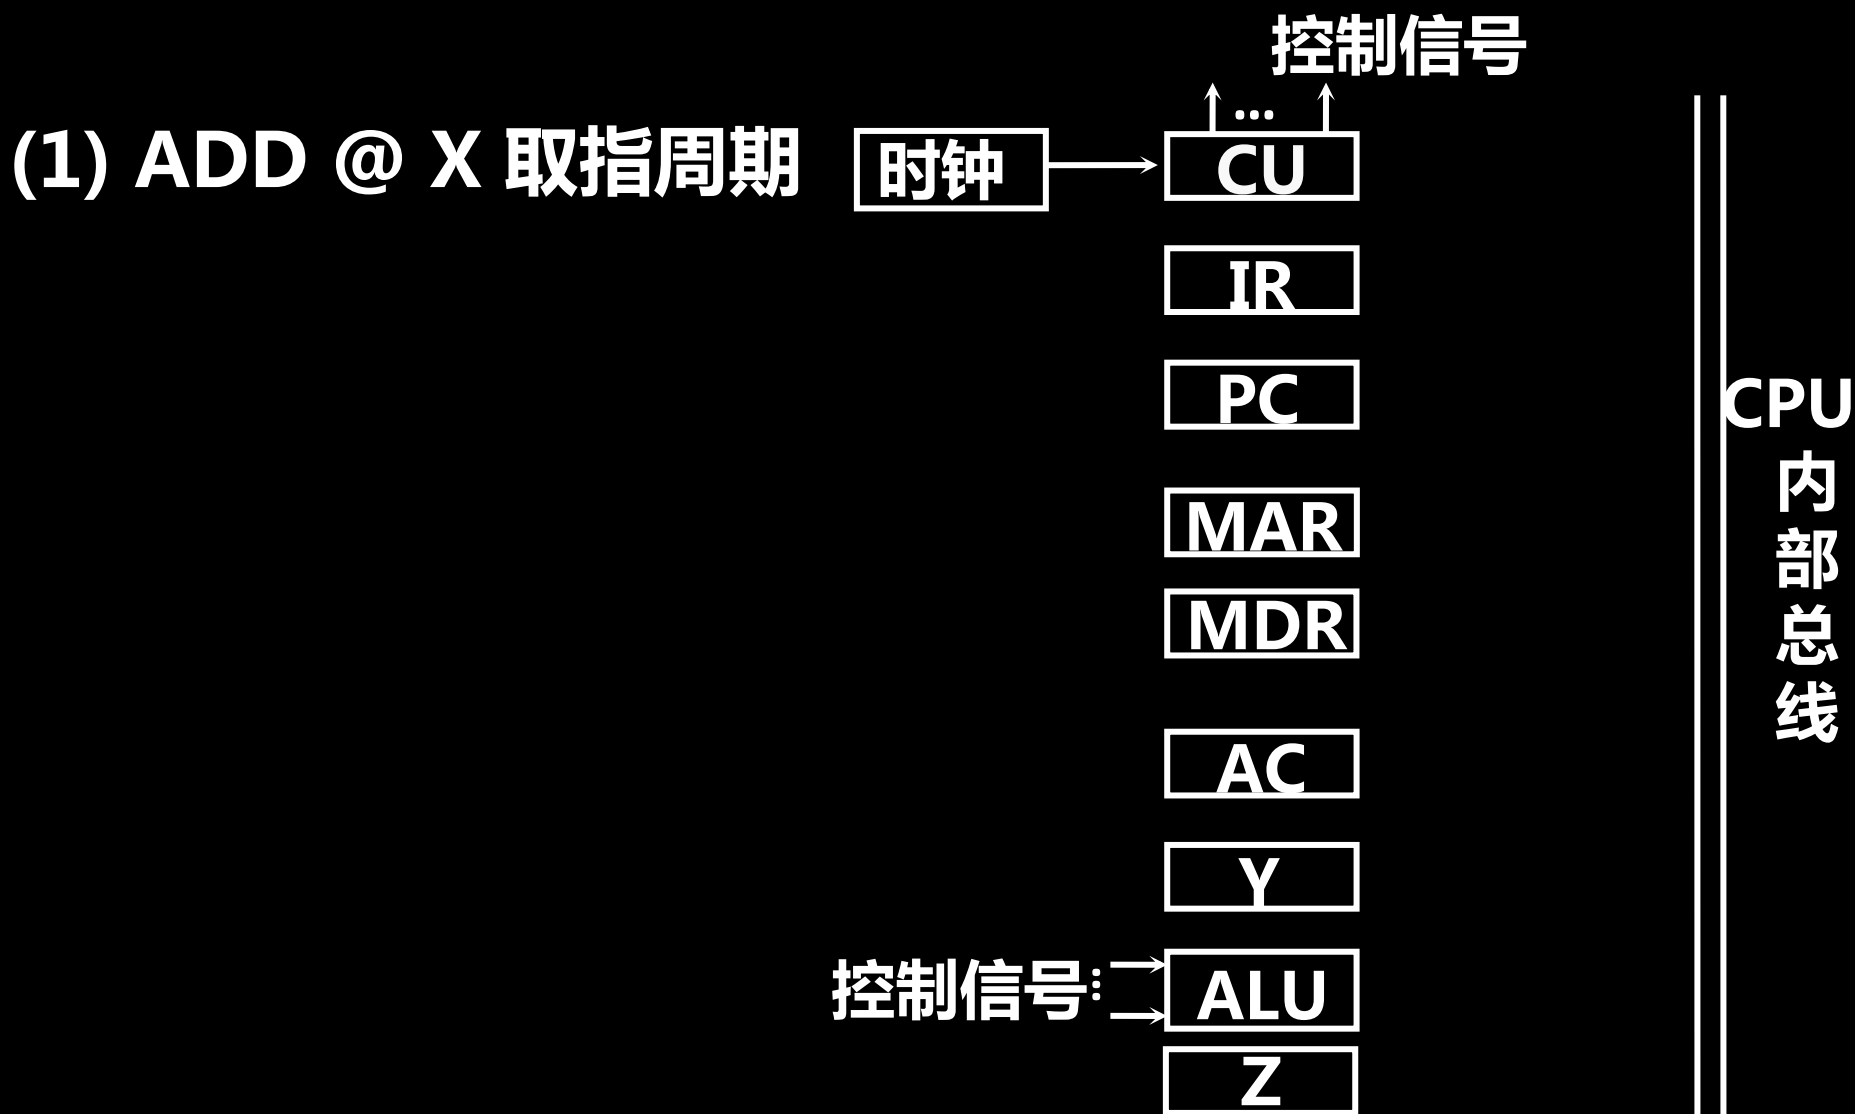 控制信号
...
(1) ADD @ X 取指周期
时钟
CU
IR
PC
MAR
MDR
AC
Y
控制信号
ALU
Z
CPU
内
部
总
线